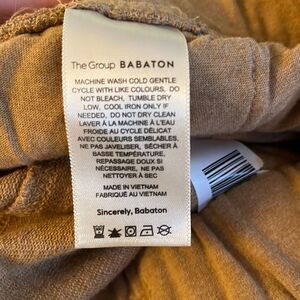 The Group BABATON
MACHINE WASH COLD GENTLE
CYCLE WITH LIKE COLOURS, DO
NOT BLEACH, TUMBLE DRY
LOW, COOL IRON ONLY IF
NEEDED, DO NOT DRY CLEAN
LAVER À LA MACHINE À L'EAU
FROIDE AU CYCLE DÉLICAT
AVEC COULEURS SEMBLABLES,
NE PAS JAVELISER, SÉCHER À
BASSE TEMPÉRATURE,
REPASSAGE DOUX SI
NÉCESSAIRE, NE PAS
NETTOYER À SEC
MADE IN VIETNAM
FABRIQUÉ AU VIETNAM
Sincerely, Babaton